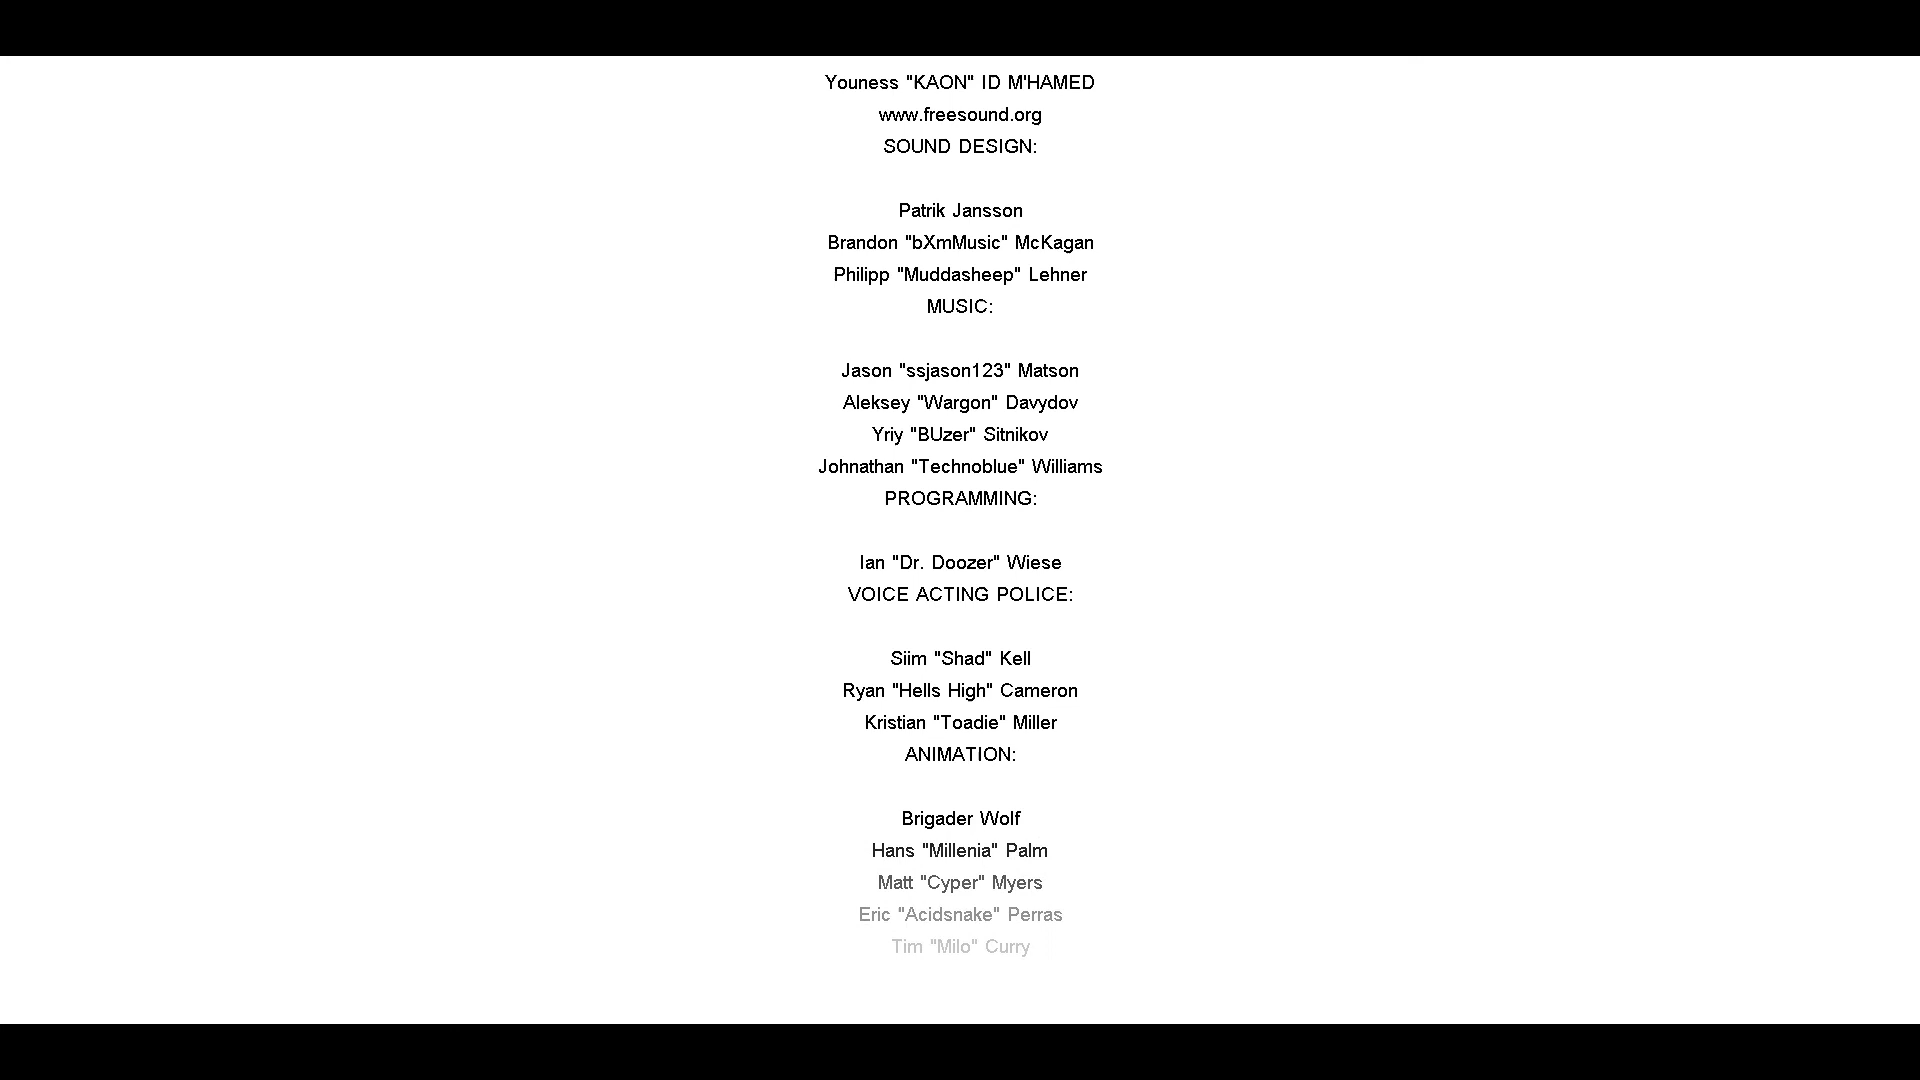 Youness "KAON" ID M'HAMED
www.freesound.org
SOUND DESIGN:
Patrik Jansson
Brandon "bXmMusic" McKagan
Philipp "Muddasheep" Lehner
MUSIC:
Jason "ssjason123" Matson
Aleksey "Wargon" Davydov
Yriy "BUzer" Sitnikov
Johnathan "Technoblue" Williams
PROGRAMMING:
Ian "Dr. Doozer" Wiese
VOICE ACTING POLICE:
Siim "Shad" Kell
Ryan "Hells High" Cameron
Kristian "Toadie" Miller
ANIMATION:
Brigader Wolf
Hans "Millenia" Palm
Matt "Cyper" Myers
Eric "Acidsnake" Perras
Tim "Milo" Curry